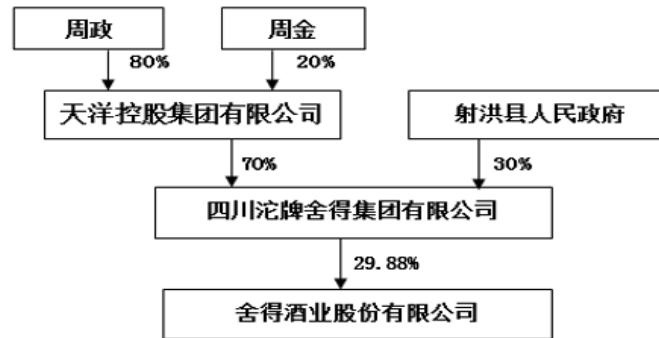 周政
周金
80%
20%
天洋控股集团有限公司
射洪县人民政府
70%
30%
四川沱牌舍得集团有限公司
29.88%
舍得酒业股份有限公司